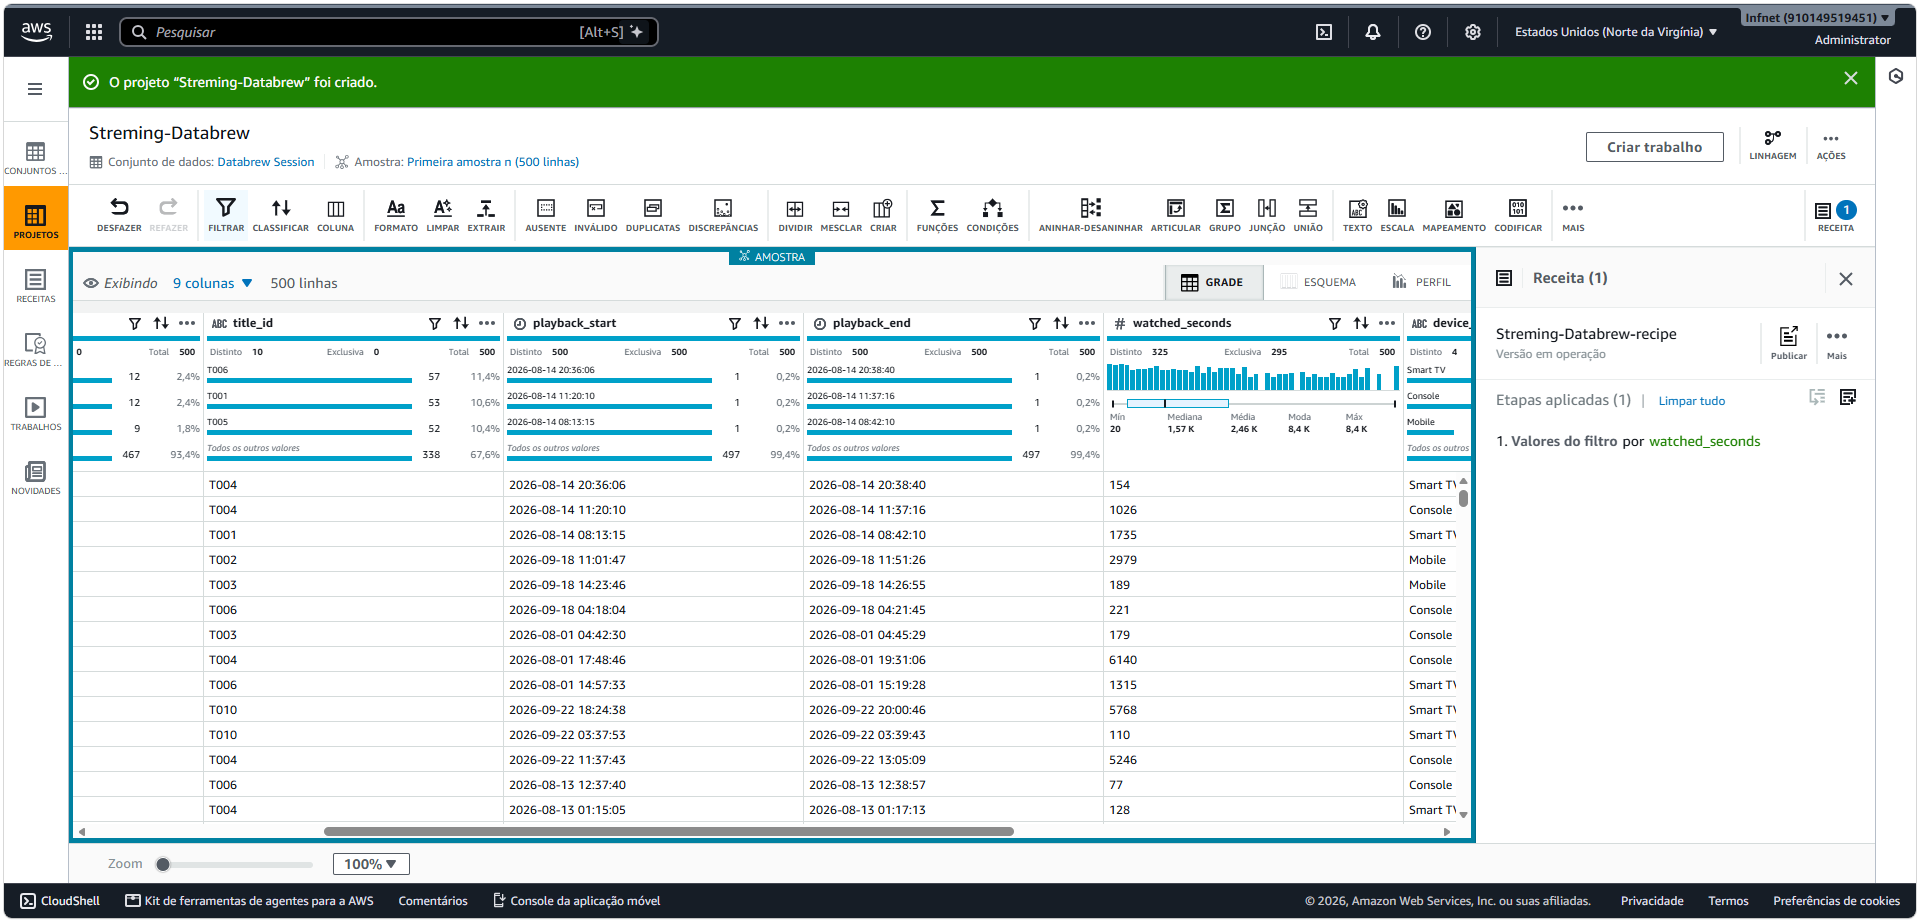 aws
Pesquisar [Alt+S]
Estados Unidos (Norte da Virgínia) ▼
Infnet (910149519451) ▼
Administrator
O projeto “Streming-Databrew” foi criado.
Streming-Databrew
Conjunto de dados: Databrew Session
Amostra: Primeira amostra n (500 linhas)
Criar trabalho
LINHAGEM
AÇÕES
CONJUNTOS ...
PROJETOS
RECEITAS
REGRAS DE ...
TRABALHOS
NOVIDADES
DESFAZER REFAZER FILTRAR CLASSIFICAR COLUNA FORMATO LIMPAR EXTRAIR AUSENTE INVÁLIDO DUPLICATAS DISCREPÂNCIAS DIVIDIR MESCLAR CRIAR FUNÇÕES CONDIÇÕES ANINHAR-DESANINHAR ARTICULAR GRUPO JUNÇÃO UNIÃO TEXTO ESCALA MAPEAMENTO CODIFICAR MAIS
1
RECEITA
AMOSTRA
Exibindo 9 colunas ▼ 500 linhas
GRADE ESQUEMA PERFIL
ABC title_id playback_start playback_end # watched_seconds ABC device_
0 Total 500 Distinto 10 Exclusiva 0 Total 500 Distinto 500 Exclusiva 500 Total 500 Distinto 500 Exclusiva 500 Total 500 Distinto 325 Exclusiva 295 Total 500 Distinto 4
12 2,4% T006 57 11,4% 2026-08-14 20:36:06 1 0,2% 2026-08-14 20:38:40 1 0,2% Smart TV
12 2,4% T001 53 10,6% 2026-08-14 11:20:10 1 0,2% 2026-08-14 11:37:16 1 0,2% Console
9 1,8% T005 52 10,4% 2026-08-14 08:13:15 1 0,2% 2026-08-14 08:42:10 1 0,2% Mobile
467 93,4% Todos os outros valores 338 67,6% Todos os outros valores 497 99,4% Todos os outros valores 497 99,4% Todos os outros
Mín Mediana Média Moda Máx
20 1,57 K 2,46 K 8,4 K 8,4 K
T004 2026-08-14 20:36:06 2026-08-14 20:38:40 154 Smart TV
T004 2026-08-14 11:20:10 2026-08-14 11:37:16 1026 Console
T001 2026-08-14 08:13:15 2026-08-14 08:42:10 1735 Smart TV
T002 2026-09-18 11:01:47 2026-09-18 11:51:26 2979 Mobile
T003 2026-09-18 14:23:46 2026-09-18 14:26:55 189 Mobile
T006 2026-09-18 04:18:04 2026-09-18 04:21:45 221 Console
T003 2026-08-01 04:42:30 2026-08-01 04:45:29 179 Console
T004 2026-08-01 17:48:46 2026-08-01 19:31:06 6140 Console
T006 2026-08-01 14:57:33 2026-08-01 15:19:28 1315 Smart TV
T010 2026-09-22 18:24:38 2026-09-22 20:00:46 5768 Smart TV
T010 2026-09-22 03:37:53 2026-09-22 03:39:43 110 Smart TV
T004 2026-09-22 11:37:43 2026-09-22 13:05:09 5246 Console
T006 2026-08-13 12:37:40 2026-08-13 12:38:57 77 Console
T004 2026-08-13 01:15:05 2026-08-13 01:17:13 128 Smart TV
Receita (1)
Streming-Databrew-recipe
Versão em operação
Publicar
Mais
Etapas aplicadas (1) | Limpar tudo
1. Valores do filtro por watched_seconds
Zoom 100% ▼
CloudShell Kit de ferramentas de agentes para a AWS Comentários Console da aplicação móvel © 2026, Amazon Web Services, Inc. ou suas afiliadas. Privacidade Termos Preferências de cookies